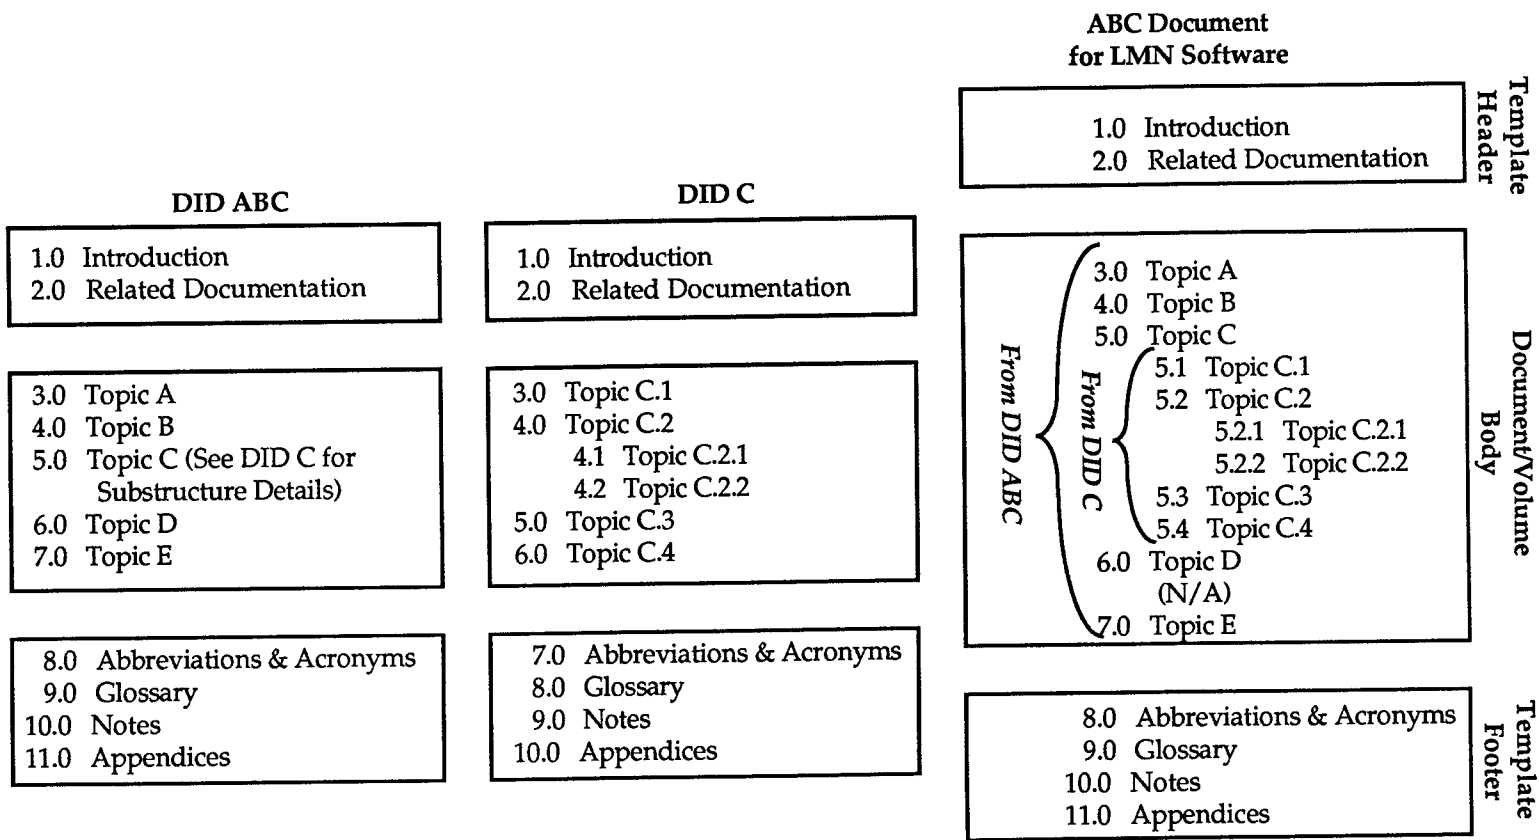 DID ABC
1.0 Introduction
2.0 Related Documentation
3.0 Topic A
4.0 Topic B
5.0 Topic C (See DID C for
Substructure Details)
6.0 Topic D
7.0 Topic E
8.0 Abbreviations & Acronyms
9.0 Glossary
10.0 Notes
11.0 Appendices
DID C
1.0 Introduction
2.0 Related Documentation
3.0 Topic C.1
4.0 Topic C.2
4.1 Topic C.2.1
4.2 Topic C.2.2
5.0 Topic C.3
6.0 Topic C.4
7.0 Abbreviations & Acronyms
8.0 Glossary
9.0 Notes
10.0 Appendices
ABC Document
for LMN Software
1.0 Introduction
2.0 Related Documentation
Template
Header
From DID ABC
3.0 Topic A
4.0 Topic B
5.0 Topic C
From DID C
5.1 Topic C.1
5.2 Topic C.2
5.2.1 Topic C.2.1
5.2.2 Topic C.2.2
5.3 Topic C.3
5.4 Topic C.4
6.0 Topic D
(N/A)
7.0 Topic E
Document/Volume
Body
8.0 Abbreviations & Acronyms
9.0 Glossary
10.0 Notes
11.0 Appendices
Template
Footer